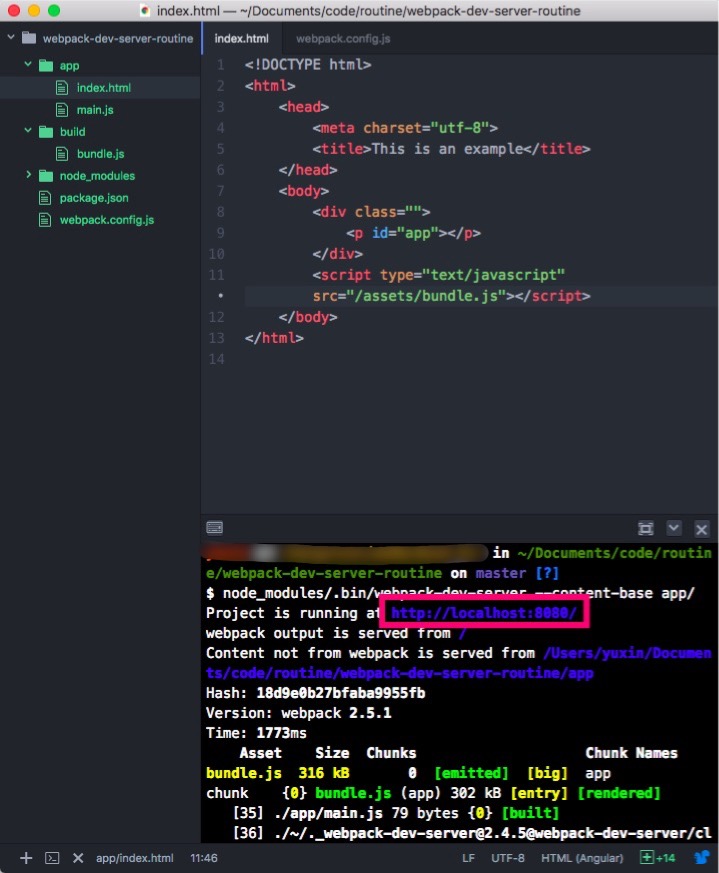 index.html — ~/Documents/code/routine/webpack-dev-server-routine
webpack-dev-server-routine
app
index.html
main.js
build
bundle.js
node_modules
package.json
webpack.config.js
index.html
webpack.config.js
1 <!DOCTYPE html>
2 <html>
3 <head>
4 <meta charset="utf-8">
5 <title>This is an example</title>
6 </head>
7 <body>
8 <div class="">
9 <p id="app"></p>
10 </div>
11 <script type="text/javascript"
• src="/assets/bundle.js"></script>
12 </body>
13 </html>
14
in ~/Documents/code/routin
e/webpack-dev-server-routine on master [?]
$ node_modules/.bin/webpack-dev-server --content-base app/
Project is running at http://localhost:8080/
webpack output is served from /
Content not from webpack is served from /Users/yuxin/Documen
ts/code/routine/webpack-dev-server-routine/app
Hash: 18d9e0b27bfaba9955fb
Version: webpack 2.5.1
Time: 1773ms
Asset Size Chunks Chunk Names
bundle.js 316 kB 0 [emitted] [big] app
chunk {0} bundle.js (app) 302 kB [entry] [rendered]
[35] ./app/main.js 79 bytes {0} [built]
[36] ./~/._webpack-dev-server@2.4.5@webpack-dev-server/cl
app/index.html 11:46 LF UTF-8 HTML (Angular) +14